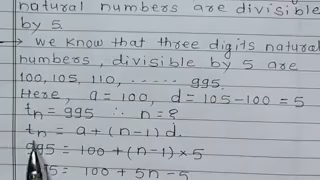 natural numbers are divisible
by 5.
→ we know that three digits natural
numbers, divisible by 5 are
100, 105, 110, ..... 995.
Here, a = 100, d = 105-100 = 5
tn = 995 ∴ n = ?
tn = a + (n-1) d.
995 = 100 + (n-1) × 5
995 = 100 + 5n - 5